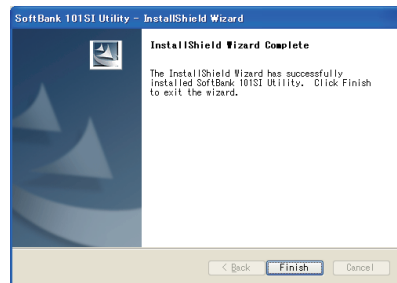 SoftBank 101SI Utility - InstallShield Wizard
InstallShield Wizard Complete
The InstallShield Wizard has successfully
installed SoftBank 101SI Utility. Click Finish
to exit the wizard.
< Back Finish Cancel